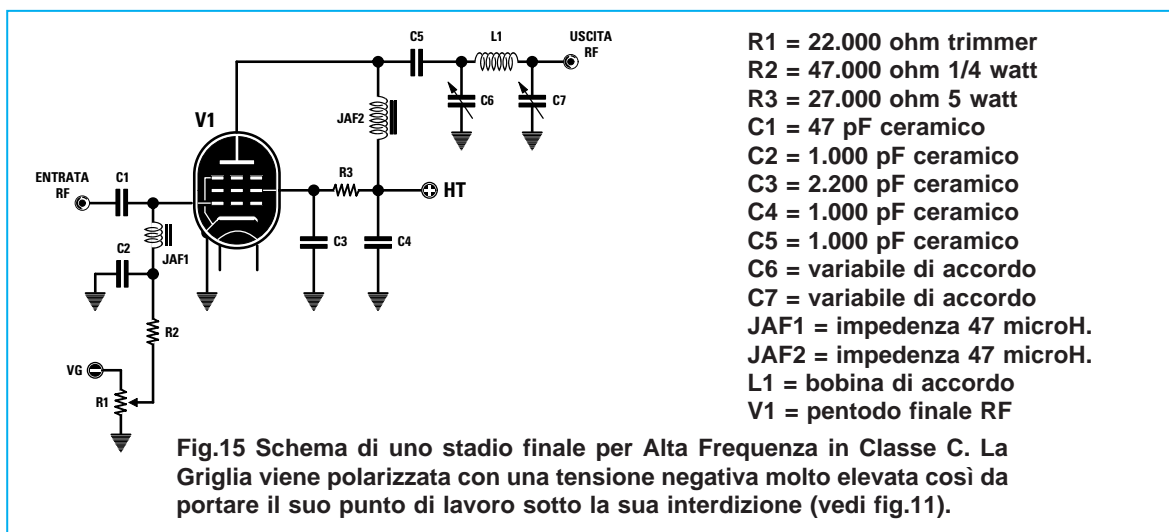 C5
L1
USCITA
RF
C6
C7
JAF2
V1
ENTRATA
RF
C1
R3
HT
C2
JAF1
C3
C4
R2
VG
R1
R1 = 22.000 ohm trimmer
R2 = 47.000 ohm 1/4 watt
R3 = 27.000 ohm 5 watt
C1 = 47 pF ceramico
C2 = 1.000 pF ceramico
C3 = 2.200 pF ceramico
C4 = 1.000 pF ceramico
C5 = 1.000 pF ceramico
C6 = variabile di accordo
C7 = variabile di accordo
JAF1 = impedenza 47 microH.
JAF2 = impedenza 47 microH.
L1 = bobina di accordo
V1 = pentodo finale RF
Fig.15 Schema di uno stadio finale per Alta Frequenza in Classe C. La
Griglia viene polarizzata con una tensione negativa molto elevata così da
portare il suo punto di lavoro sotto la sua interdizione (vedi fig.11).